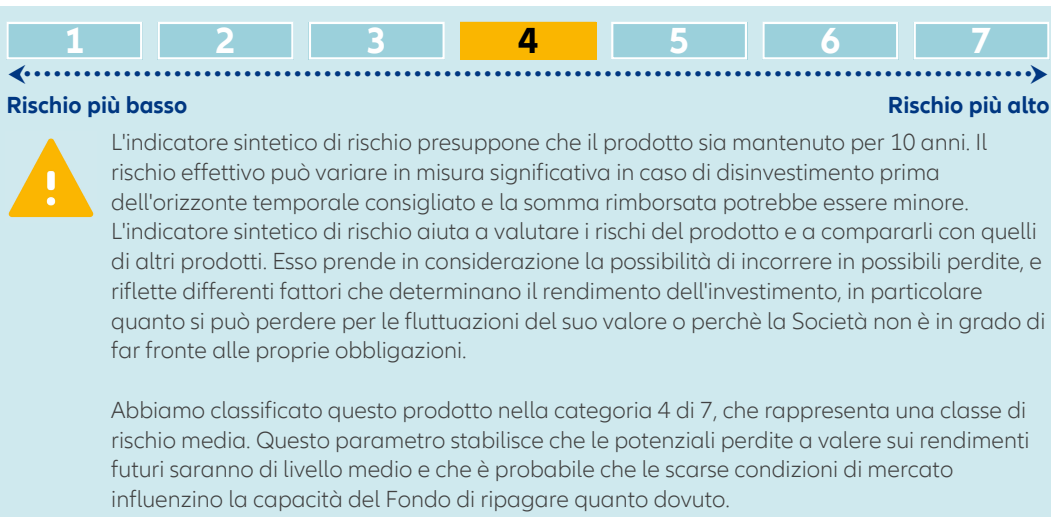 1 2 3 4 5 6 7
Rischio più basso Rischio più alto
L'indicatore sintetico di rischio presuppone che il prodotto sia mantenuto per 10 anni. Il
rischio effettivo può variare in misura significativa in caso di disinvestimento prima
dell'orizzonte temporale consigliato e la somma rimborsata potrebbe essere minore.
L'indicatore sintetico di rischio aiuta a valutare i rischi del prodotto e a compararli con quelli
di altri prodotti. Esso prende in considerazione la possibilità di incorrere in possibili perdite, e
riflette differenti fattori che determinano il rendimento dell'investimento, in particolare
quanto si può perdere per le fluttuazioni del suo valore o perchè la Società non è in grado di
far fronte alle proprie obbligazioni.
Abbiamo classificato questo prodotto nella categoria 4 di 7, che rappresenta una classe di
rischio media. Questo parametro stabilisce che le potenziali perdite a valere sui rendimenti
futuri saranno di livello medio e che è probabile che le scarse condizioni di mercato
influenzino la capacità del Fondo di ripagare quanto dovuto.